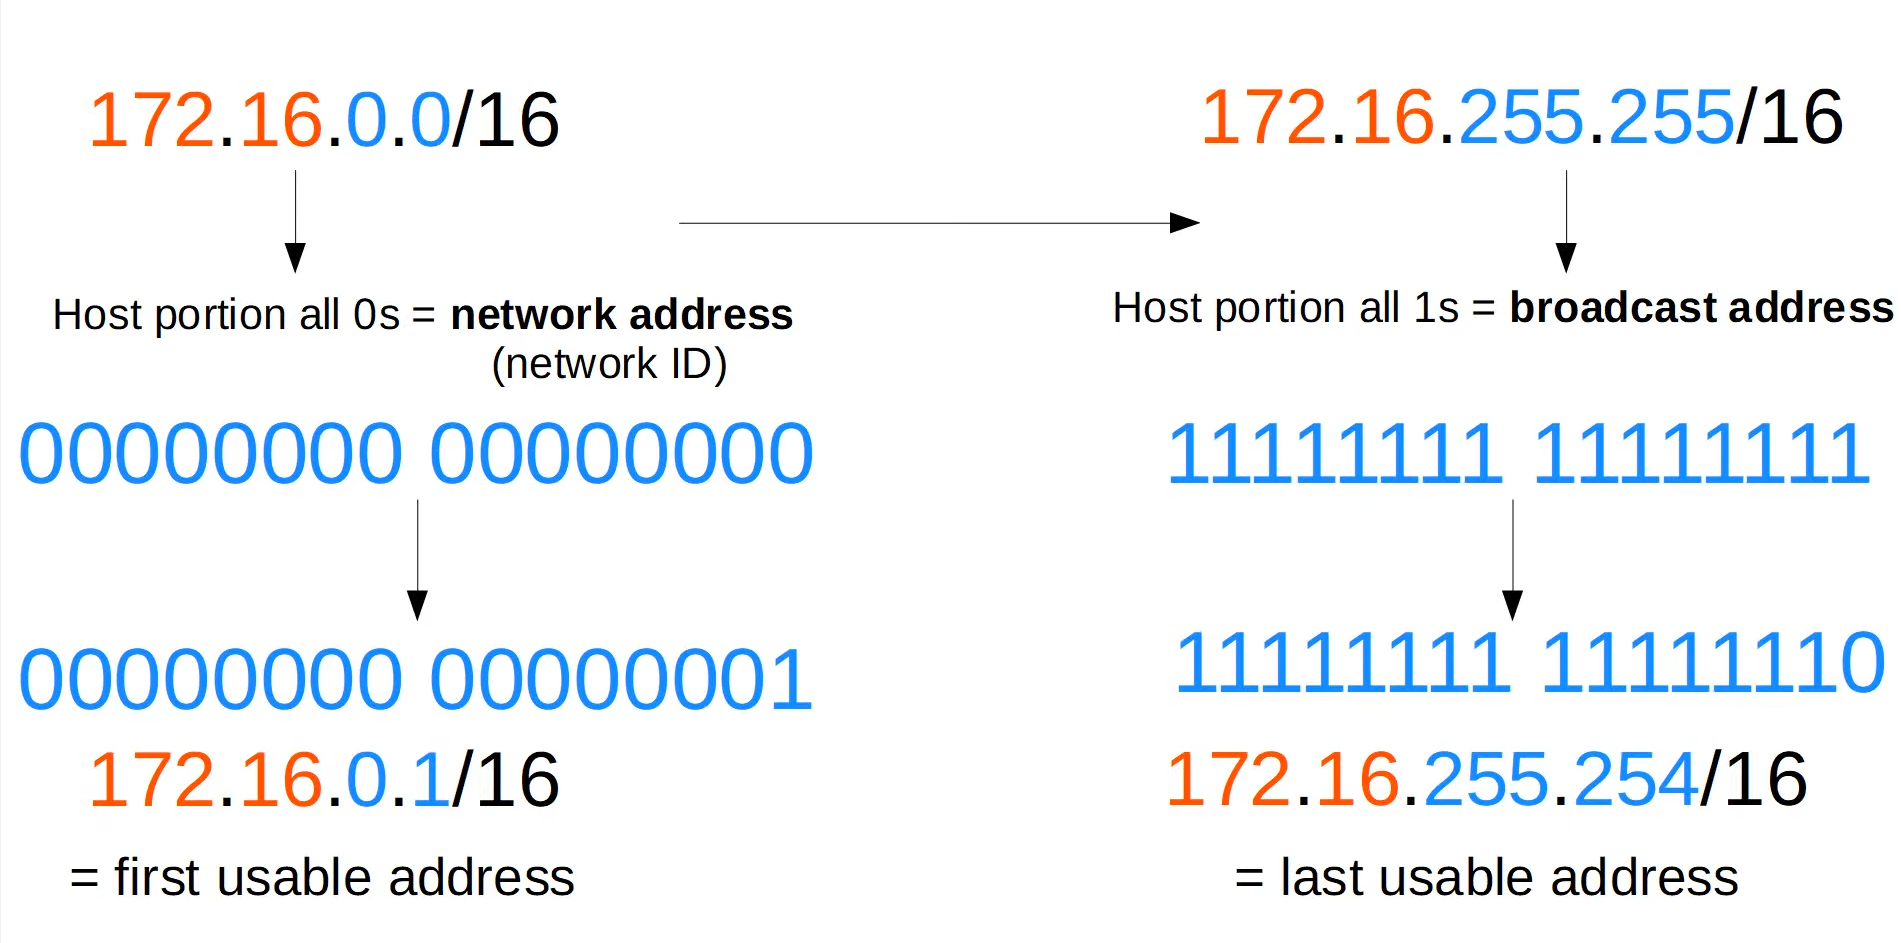 172.16.0.0/16
Host portion all 0s = network address
(network ID)
00000000 00000000
00000000 00000001
172.16.0.1/16
= first usable address
172.16.255.255/16
Host portion all 1s = broadcast address
11111111 11111111
11111111 11111110
172.16.255.254/16
= last usable address